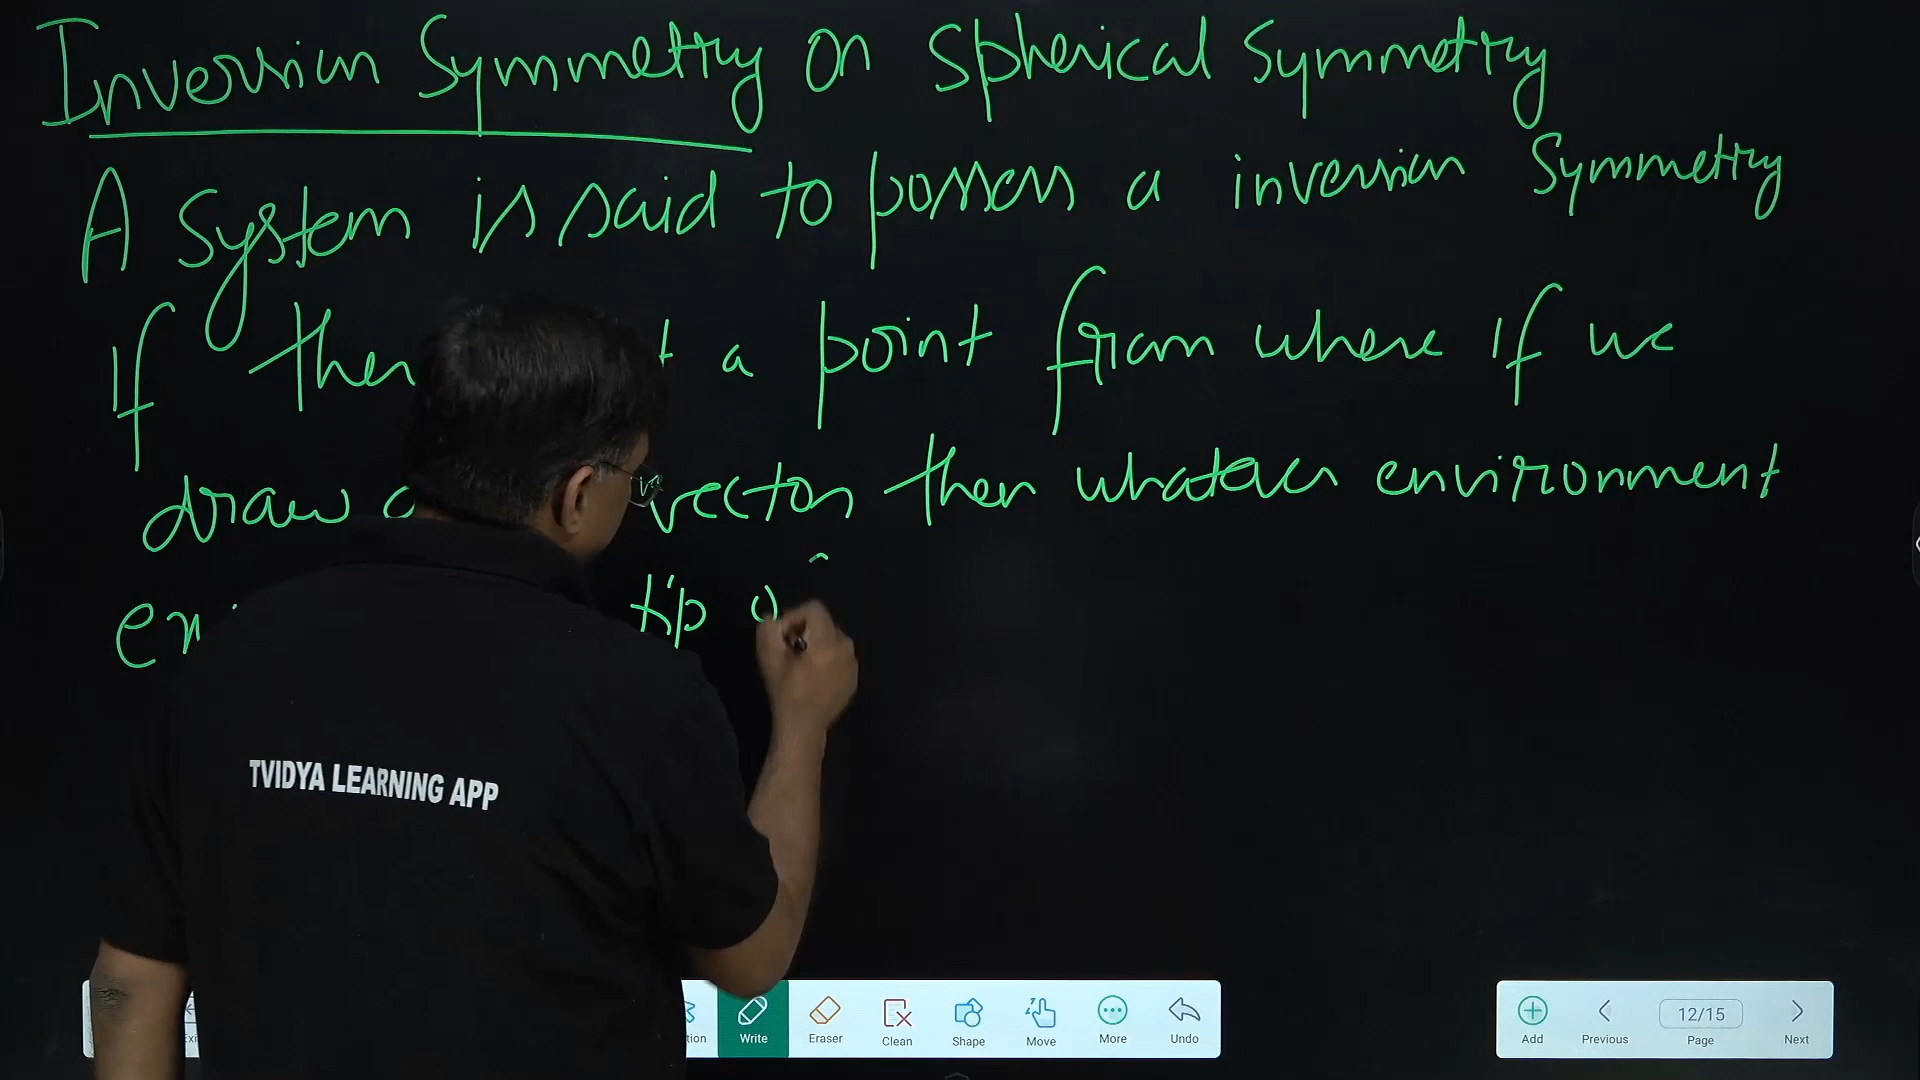 Inversion Symmetry On Spherical Symmetry
A System is said to possess a inversion Symmetry
If a point from where if we
draw vector then whatever environment
tip
TVIDYA LEARNING APP
Write
Eraser
Clean
Shape
Move
More
Undo
Add
Previous
12/15
Page
Next